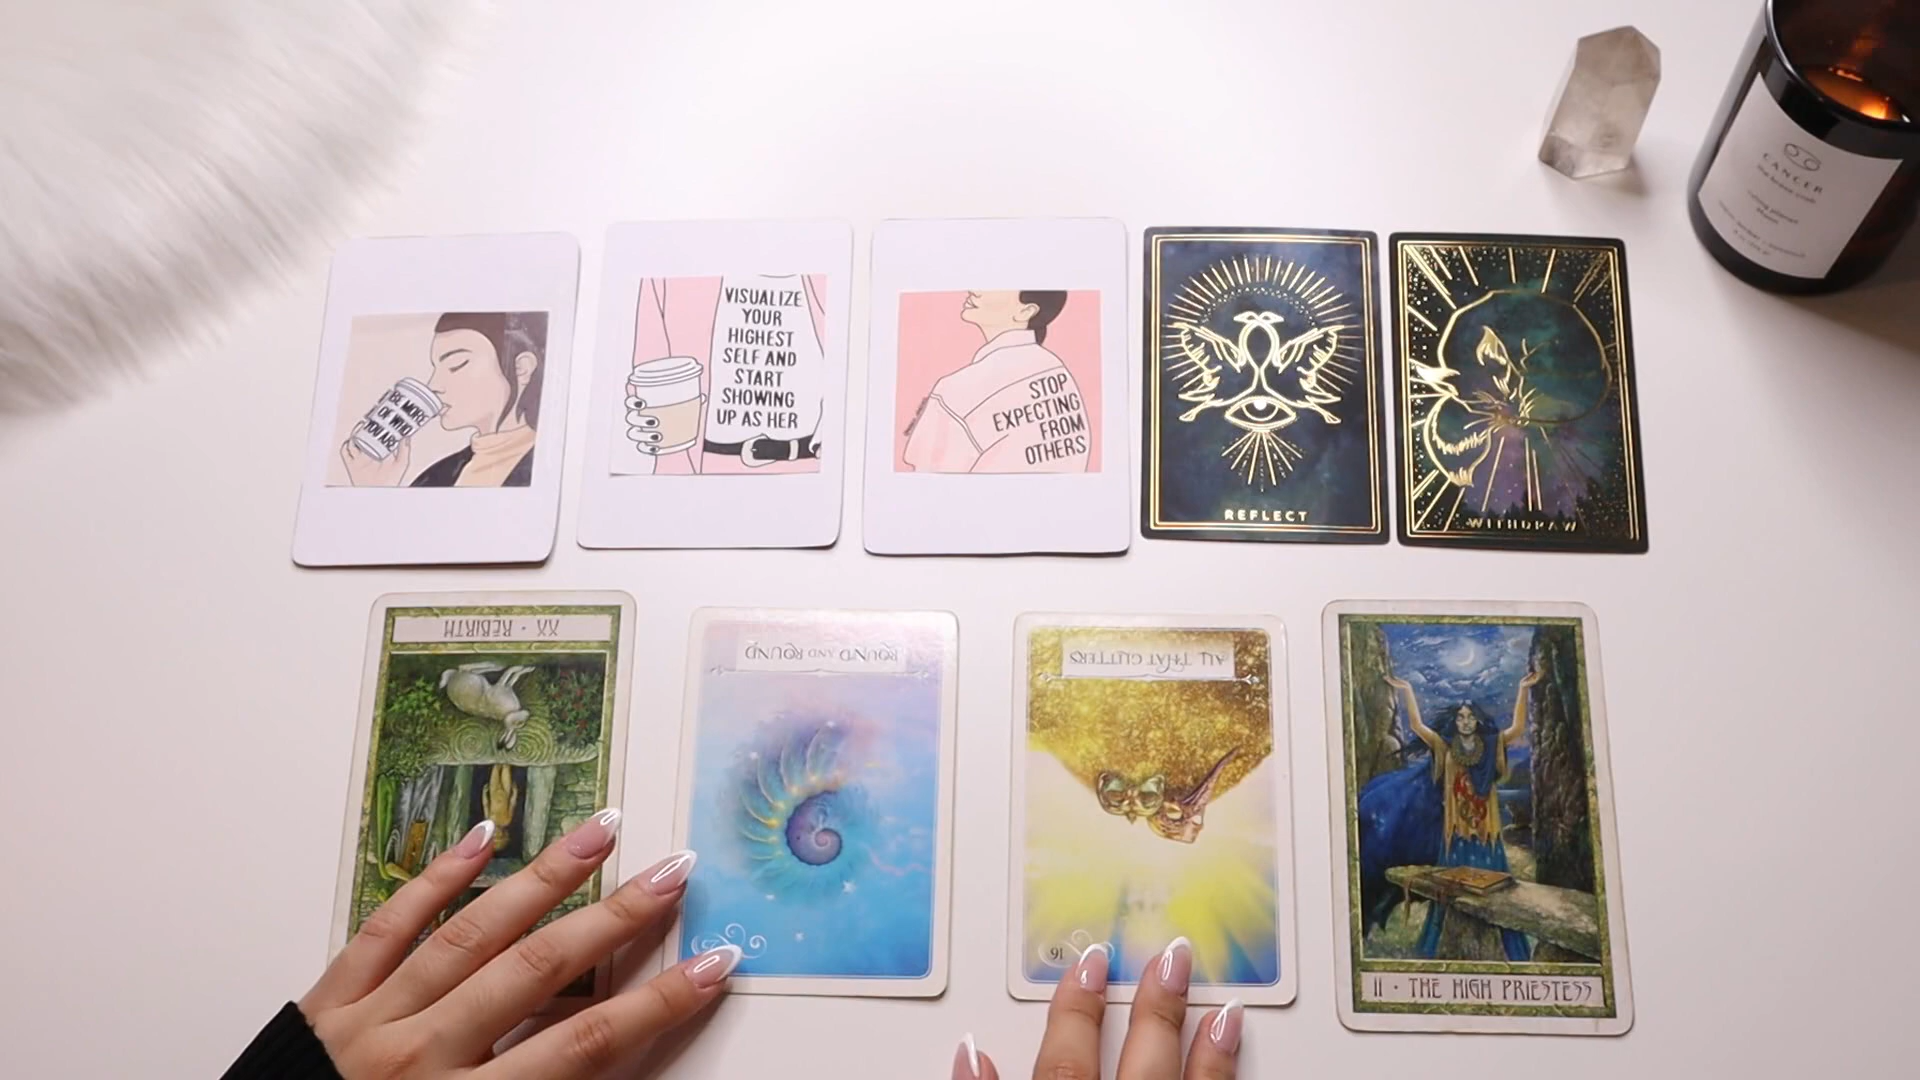 CANCER
BE MORE
OF WHO
YOU ARE
VISUALIZE
YOUR
HIGHEST
SELF AND
START
SHOWING
UP AS HER
STOP
EXPECTING
FROM
OTHERS
REFLECT
WITHDRAW
XX • REBIRTH
ROUND AND ROUND
ALL THAT GLITTERS
16
II • THE HIGH PRIESTESS